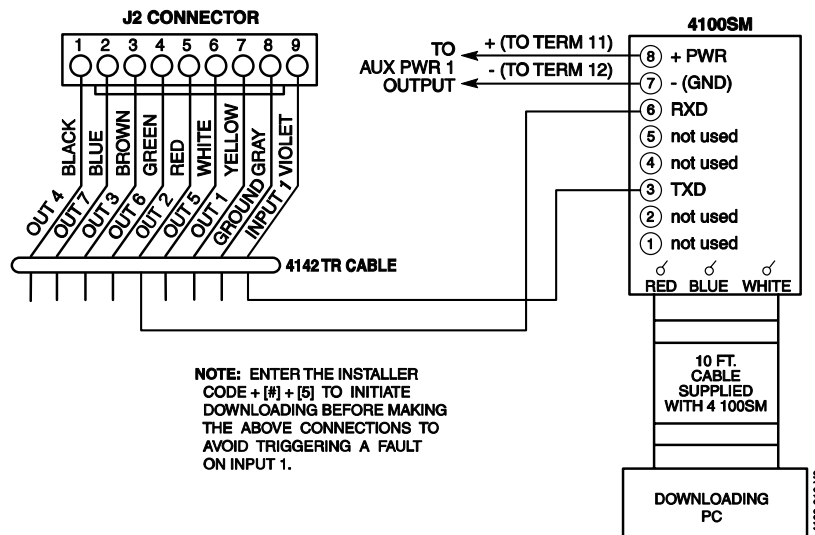 J2 CONNECTOR
1 2 3 4 5 6 7 8 9
BLACK
BLUE
BROWN
GREEN
RED
WHITE
YELLOW
GRAY
VIOLET
OUT 4
OUT 7
OUT 3
OUT 6
OUT 2
OUT 5
OUT 1
GROUND
INPUT 1
4142TR CABLE
TO
AUX PWR 1
OUTPUT
+ (TO TERM 11)
- (TO TERM 12)
4100SM
8 + PWR
7 - (GND)
6 RXD
5 not used
4 not used
3 TXD
2 not used
1 not used
RED BLUE WHITE
10 FT.
CABLE
SUPPLIED
WITH 4 100SM
DOWNLOADING
PC
NOTE: ENTER THE INSTALLER
CODE + [#] + [5] TO INITIATE
DOWNLOADING BEFORE MAKING
THE ABOVE CONNECTIONS TO
AVOID TRIGGERING A FAULT
ON INPUT 1.